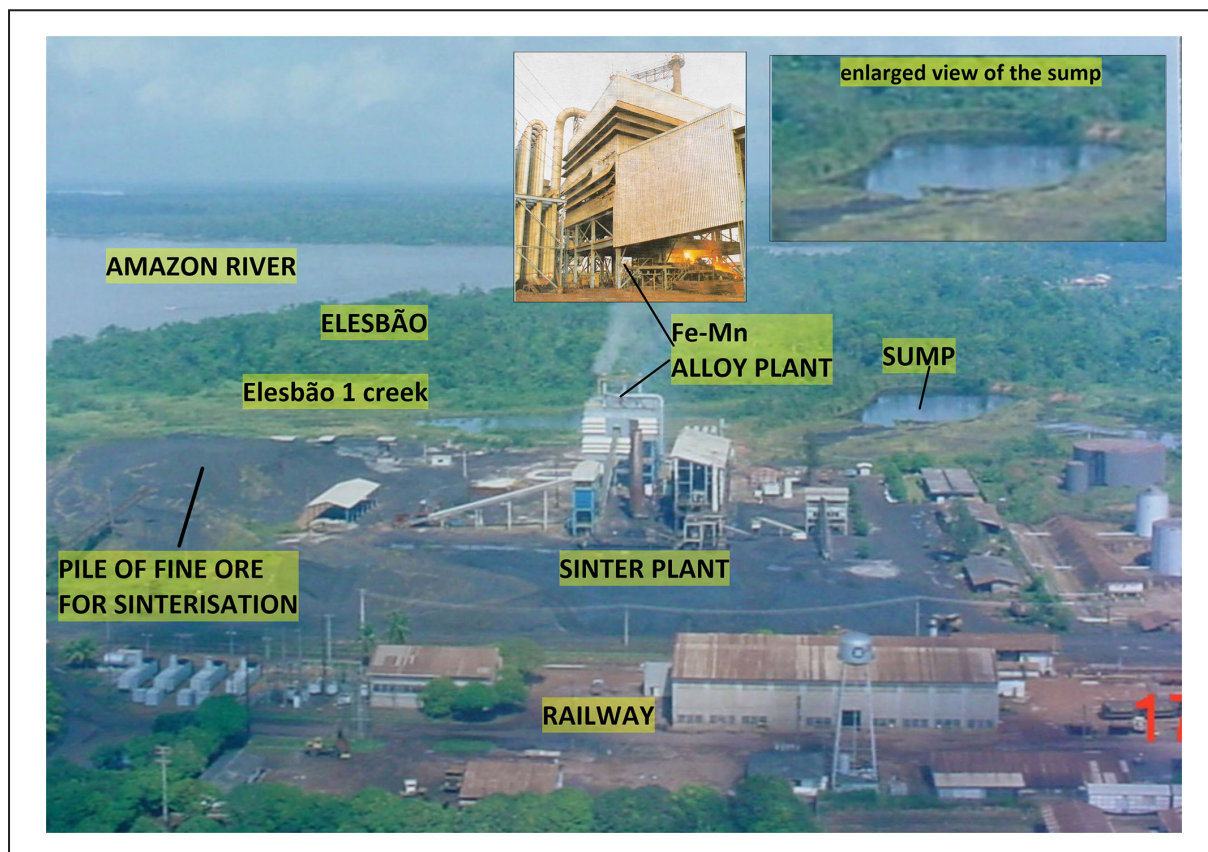 enlarged view of the sump
AMAZON RIVER
ELESBÃO
Fe-Mn
ALLOY PLANT
SUMP
Elesbão 1 creek
PILE OF FINE ORE
FOR SINTERISATION
SINTER PLANT
RAILWAY
17